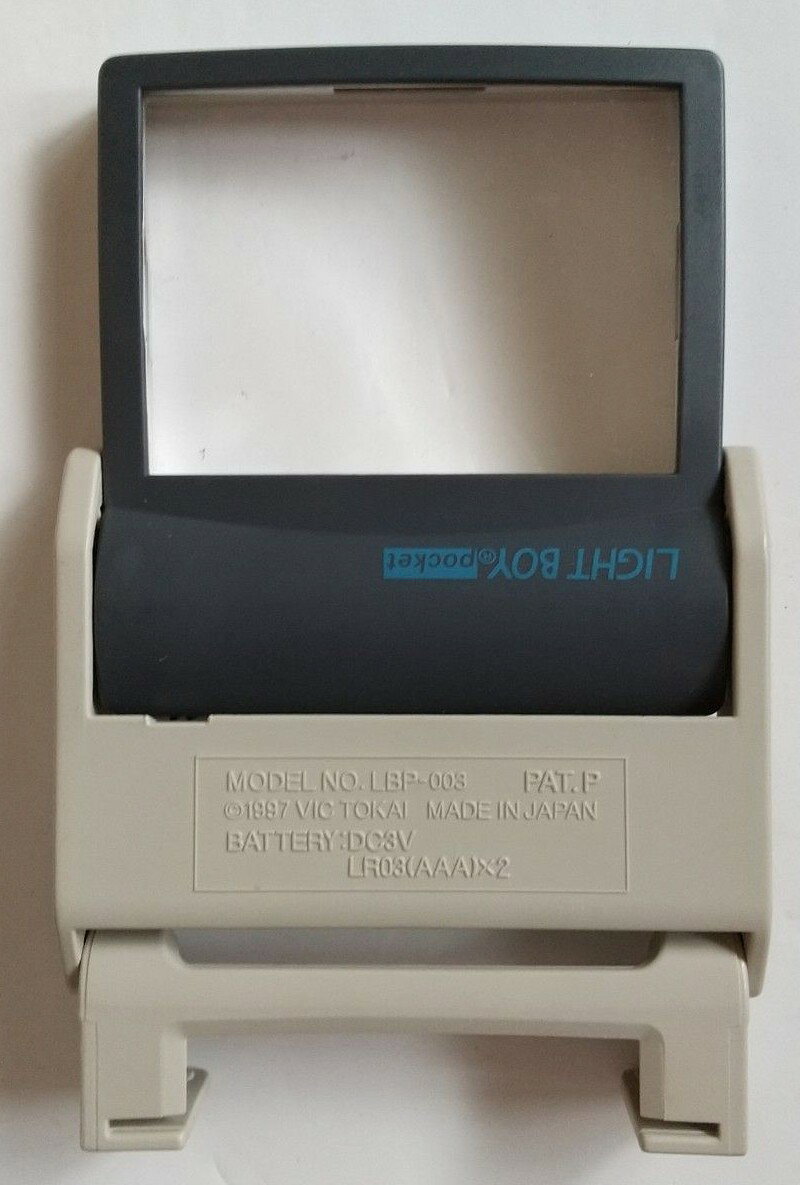 LIGHT BOY® pocket
MODEL NO. LBP-003 PAT.P
©1997 VIC TOKAI MADE IN JAPAN
BATTERY:DC3V
LR03(AAA)×2